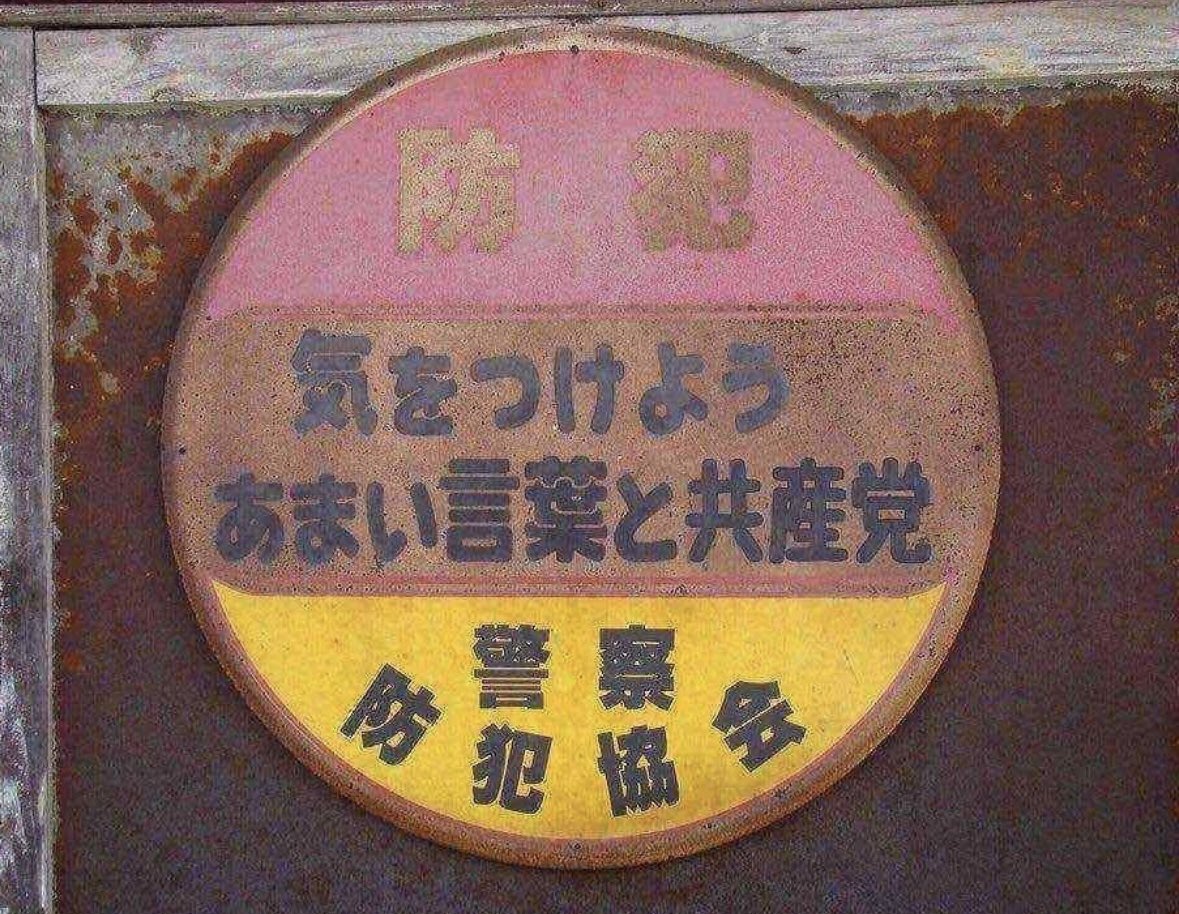 防犯
気をつけよう
あまい言葉と共産党
警察
防犯協会